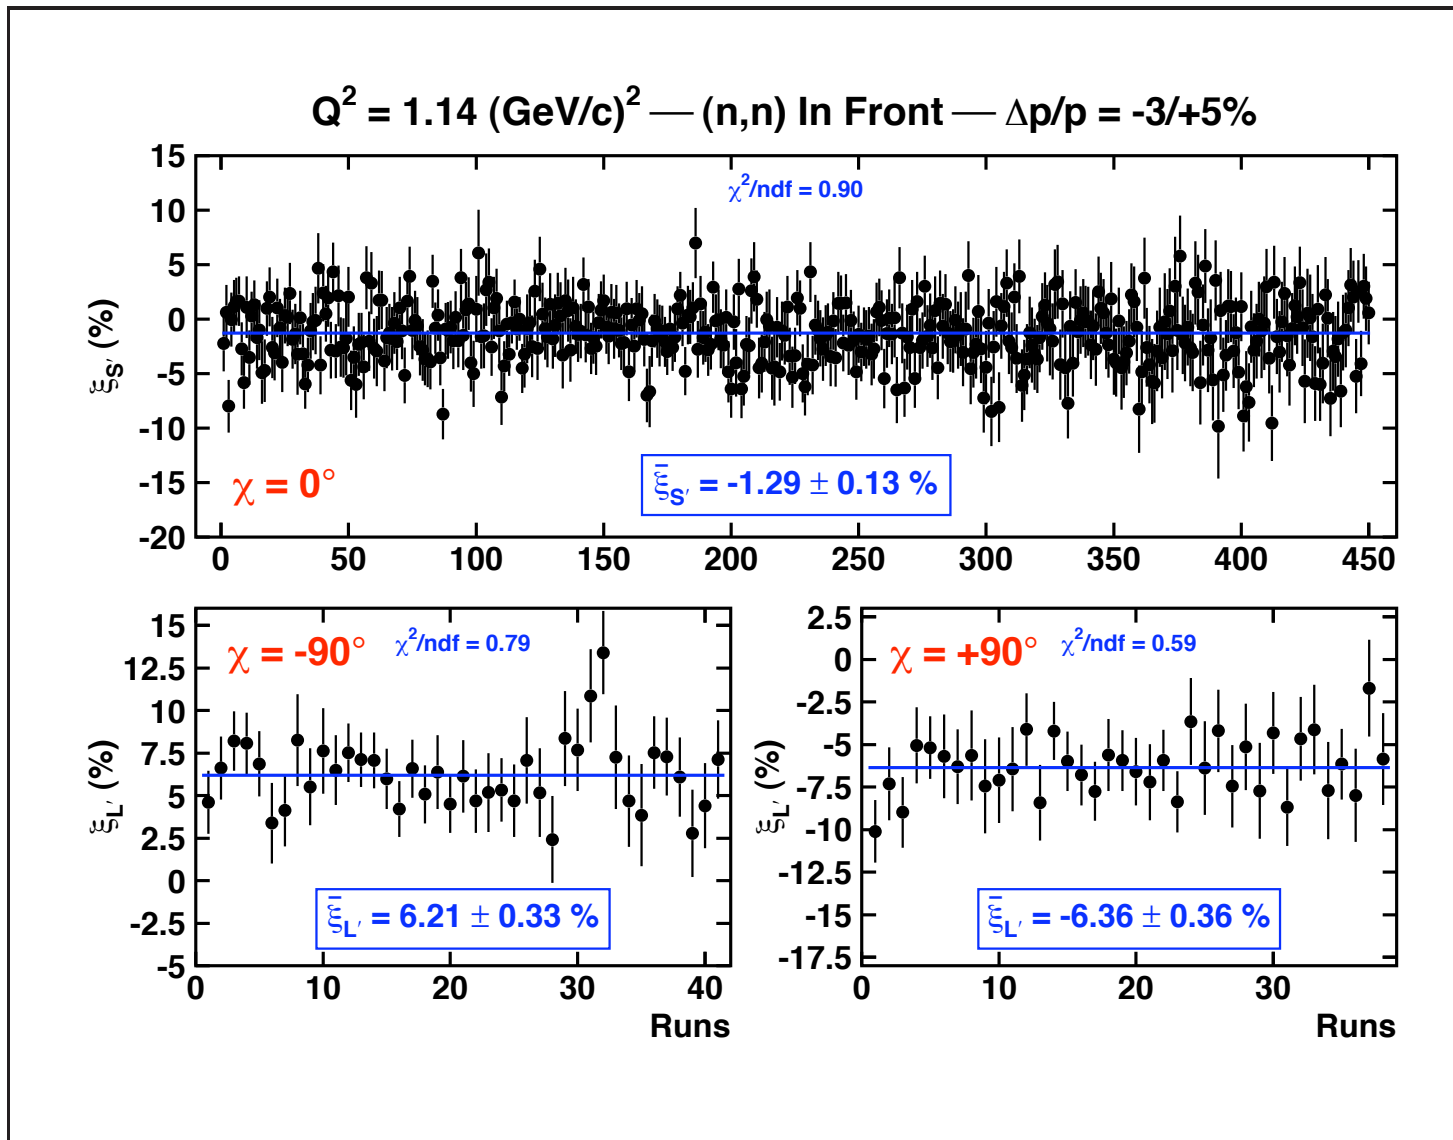 Q² = 1.14 (GeV/c)² — (n,n) In Front — Δp/p = -3/+5%
15
10
5
0
-5
-10
-15
-20
ξS′ (%)
χ²/ndf = 0.90
χ = 0°
ξ̄S′ = -1.29 ± 0.13 %
0 50 100 150 200 250 300 350 400 450
15
12.5
10
7.5
5
2.5
0
-2.5
-5
ξL′ (%)
χ = -90°
χ²/ndf = 0.79
ξ̄L′ = 6.21 ± 0.33 %
0 10 20 30 40
Runs
2.5
0
-2.5
-5
-7.5
-10
-12.5
-15
-17.5
ξL′ (%)
χ = +90°
χ²/ndf = 0.59
ξ̄L′ = -6.36 ± 0.36 %
0 10 20 30
Runs